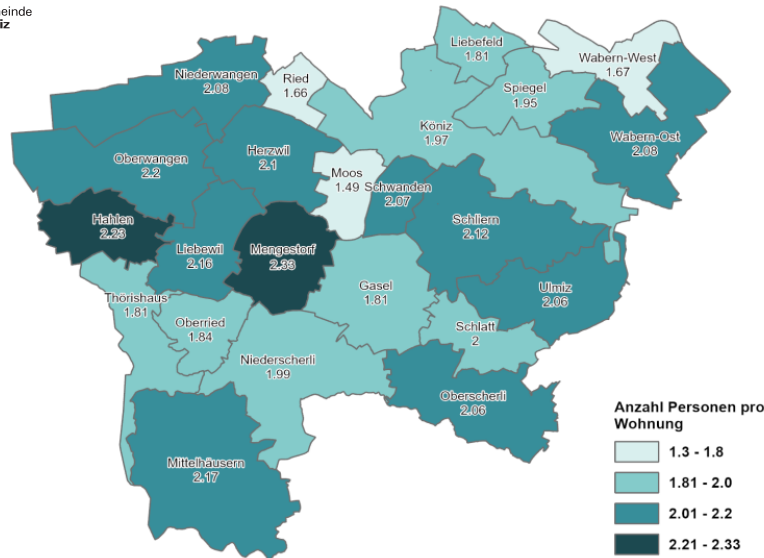 einde
iz
Liebefeld
1.81
Wabern-West
1.67
Niederwangen
2.08
Ried
1.66
Spiegel
1.95
Köniz
1.97
Wabern-Ost
2.08
Oberwangen
2.2
Herzwil
2.1
Moos
1.49
Schwanden
2.07
Hahlen
2.23
Liebewil
2.16
Mengestorf
2.33
Schliern
2.12
Gasel
1.81
Ulmiz
2.06
Thörishaus
1.81
Oberried
1.84
Schlatt
2
Niederscherli
1.99
Oberscherli
2.06
Mittelhäusern
2.17
Anzahl Personen pro
Wohnung
1.3 - 1.8
1.81 - 2.0
2.01 - 2.2
2.21 - 2.33